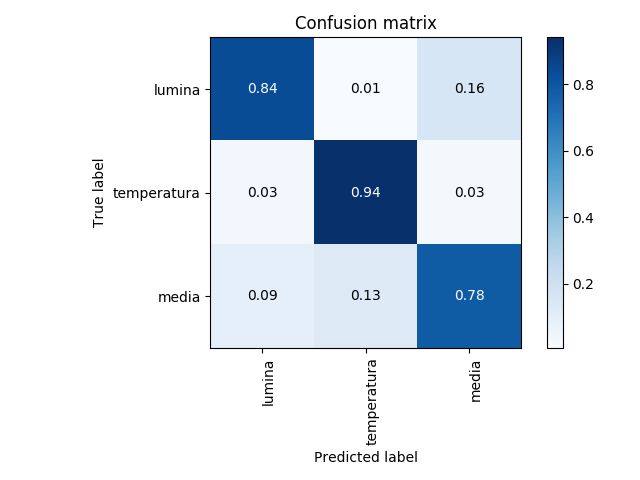 Confusion matrix
True label
lumina 0.84 0.01 0.16
temperatura 0.03 0.94 0.03
media 0.09 0.13 0.78
lumina temperatura media
Predicted label
0.8
0.6
0.4
0.2